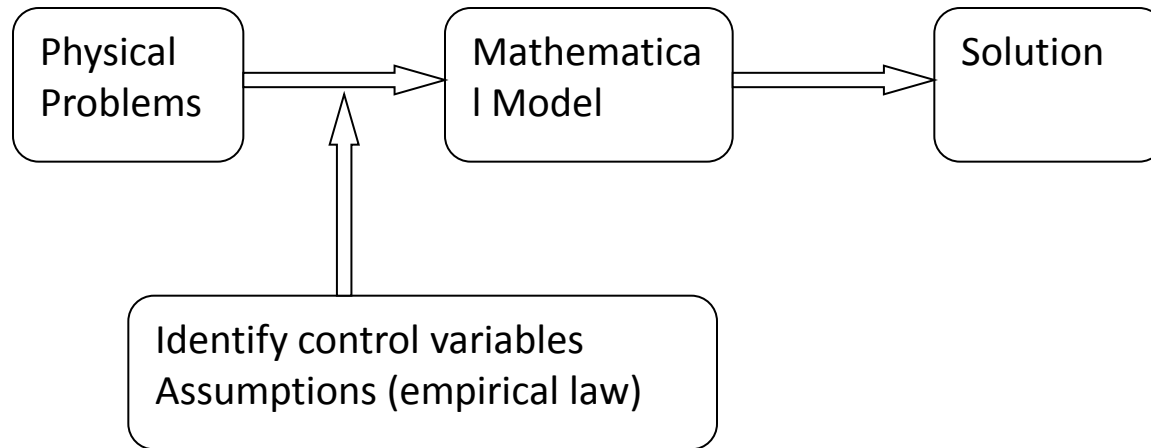 Physical
Problems
Mathematica
l Model
Solution
Identify control variables
Assumptions (empirical law)